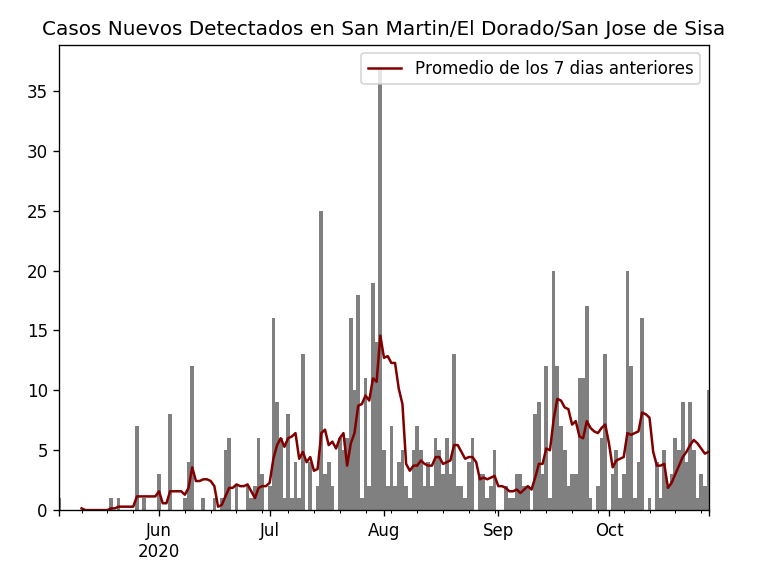 Casos Nuevos Detectados en San Martin/El Dorado/San Jose de Sisa
Promedio de los 7 dias anteriores
35
30
25
20
15
10
5
0
Jun
2020
Jul
Aug
Sep
Oct